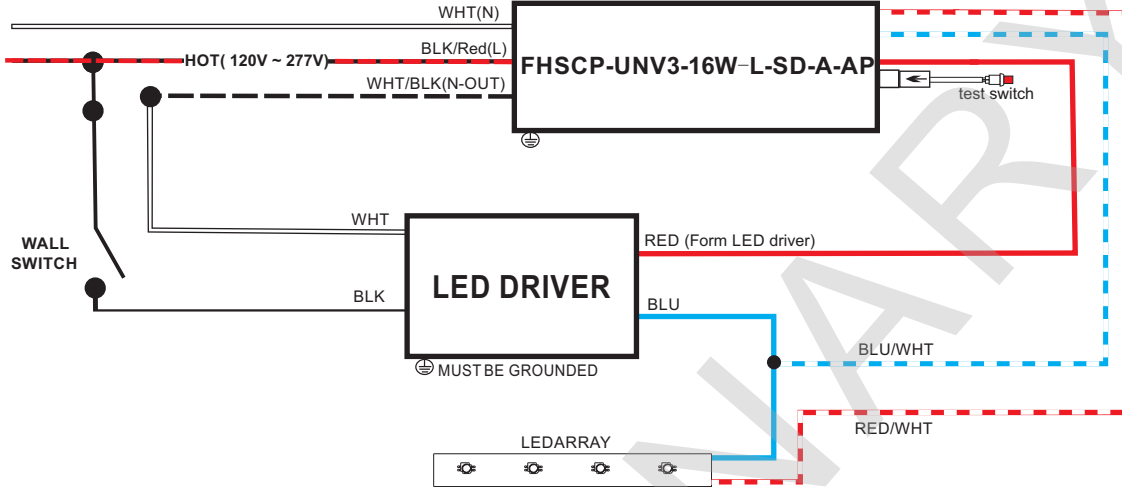 WHT(N)
HOT( 120V ~ 277V)
BLK/Red(L)
WHT/BLK(N-OUT)
FHSCP-UNV3-16W-L-SD-A-AP
test switch
WALL
SWITCH
WHT
BLK
LED DRIVER
RED (Form LED driver)
BLU
MUST BE GROUNDED
BLU/WHT
RED/WHT
LEDARRAY